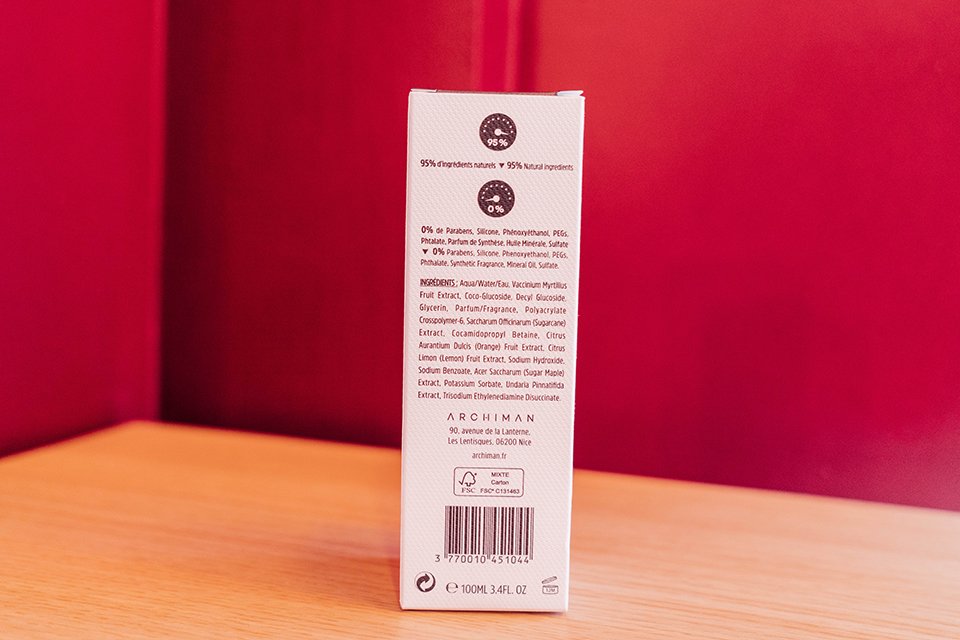 95%
95% d'ingrédients naturels ▼ 95% Natural ingredients
0%
0% de Parabens, Silicone, Phénoxyéthanol, PEGs,
Phtalate, Parfum de Synthèse, Huile Minérale, Sulfate
▼ 0% Parabens, Silicone, Phenoxyethanol, PEGs,
Phthalate, Synthetic Fragrance, Mineral Oil, Sulfate.
INGRÉDIENTS : Aqua/Water/Eau, Vaccinium Myrtillus
Fruit Extract, Coco-Glucoside, Decyl Glucoside,
Glycerin, Parfum/Fragrance, Polyacrylate
Crosspolymer-6, Saccharum Officinarum (Sugarcane)
Extract, Cocamidopropyl Betaine, Citrus
Aurantium Dulcis (Orange) Fruit Extract, Citrus
Limon (Lemon) Fruit Extract, Sodium Hydroxide,
Sodium Benzoate, Acer Saccharum (Sugar Maple)
Extract, Potassium Sorbate, Undaria Pinnatifida
Extract, Trisodium Ethylenediamine Disuccinate.
ARCHIMAN
90, avenue de la Lanterne,
Les Lentisques, 06200 Nice
archiman.fr
MIXTE
Carton
FSC FSC® C131463
3 770010 451044
℮ 100ML 3.4FL. OZ
12M